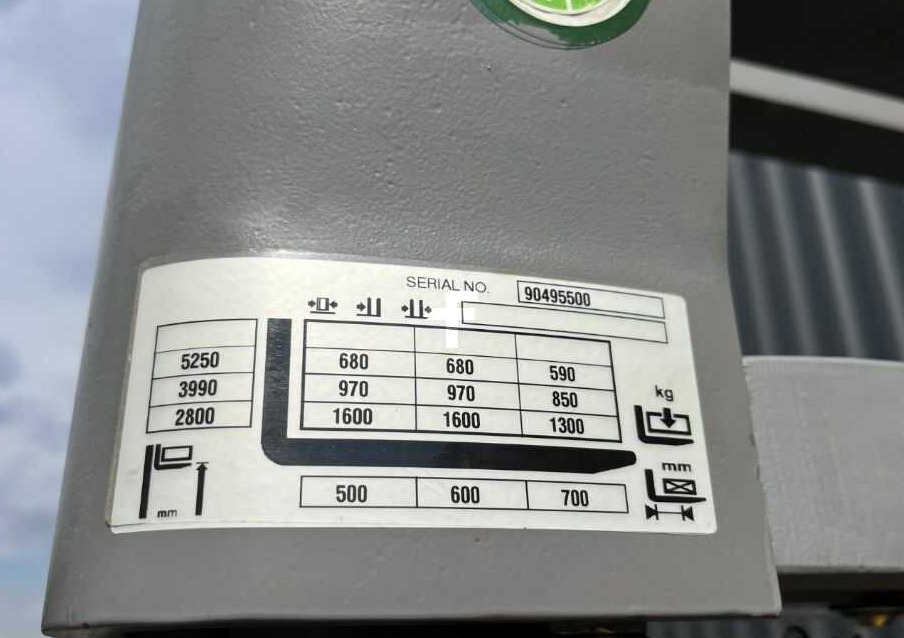 SERIAL NO. 90495500
5250 680 680 590
3990 970 970 850
2800 1600 1600 1300
kg
mm
mm
500 600 700